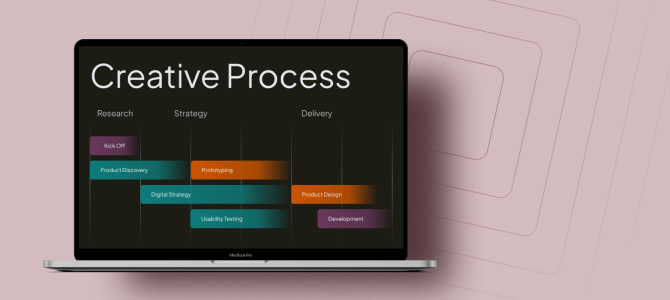 Creative Process
Research Strategy Delivery
Kick Off
Product Discovery Prototyping
Digital Strategy Product Design
Usability Testing Development
MacBook Pro